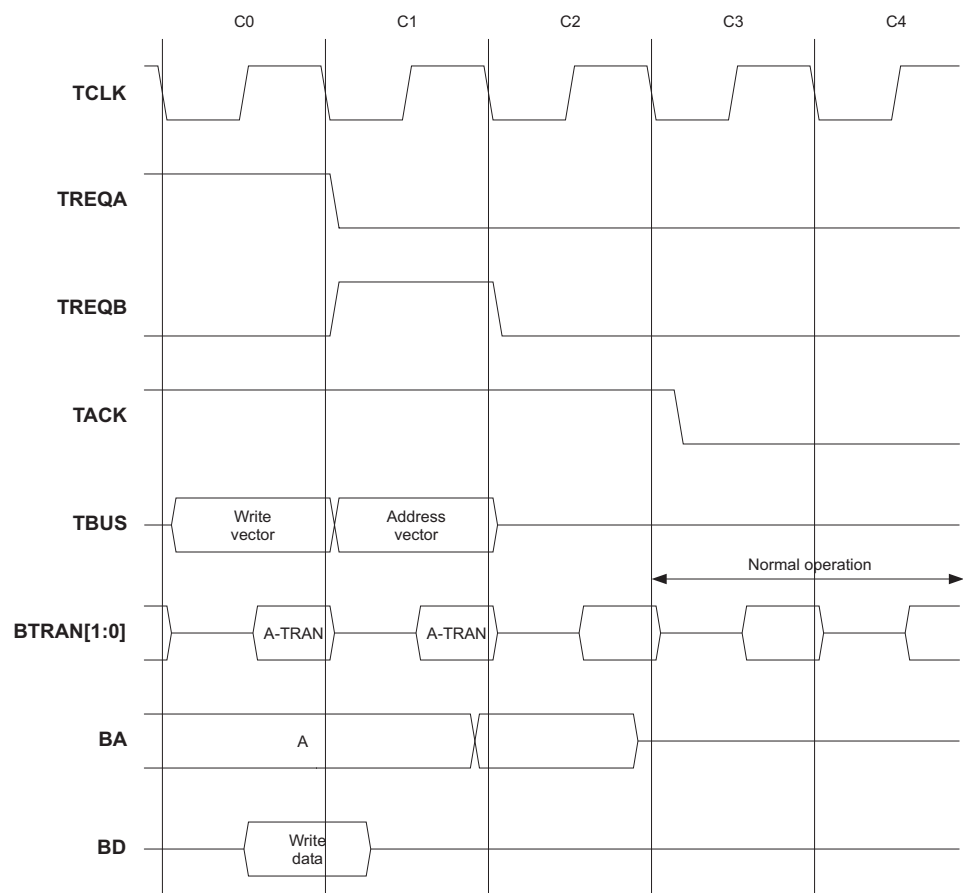 C0 C1 C2 C3 C4
TCLK
TREQA
TREQB
TACK
TBUS
Write
vector
Address
vector
Normal operation
BTRAN[1:0]
A-TRAN A-TRAN
BA
A
BD
Write
data